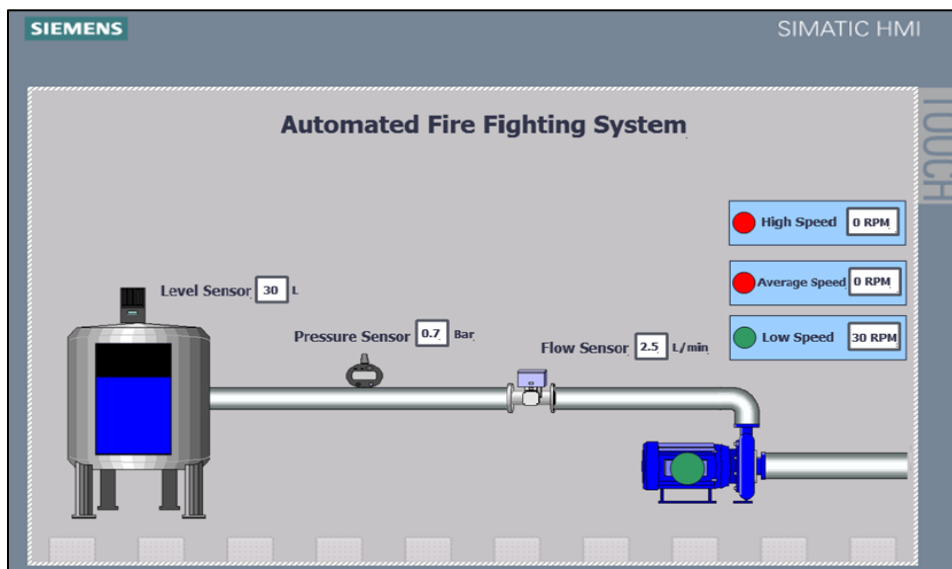 SIEMENS
SIMATIC HMI
TOUCH
Automated Fire Fighting System
High Speed 0 RPM
Level Sensor 30 L
Average Speed 0 RPM
Pressure Sensor 0.7 Bar
Flow Sensor 2.5 L/min
Low Speed 30 RPM